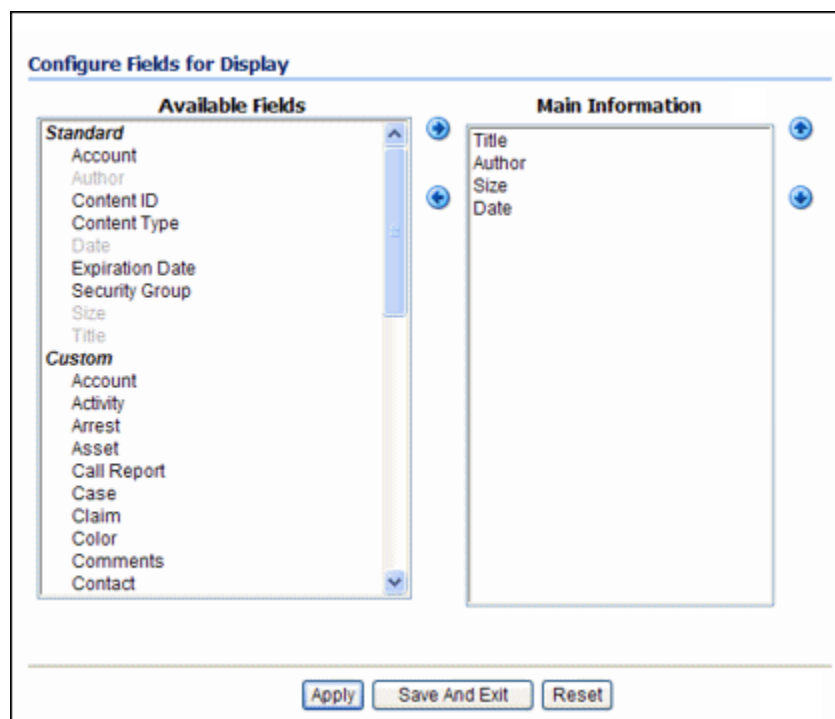 Configure Fields for Display
Available Fields
Standard
Account
Author
Content ID
Content Type
Date
Expiration Date
Security Group
Size
Title
Custom
Account
Activity
Arrest
Asset
Call Report
Case
Claim
Color
Comments
Contact
Main Information
Title
Author
Size
Date
Apply
Save And Exit
Reset